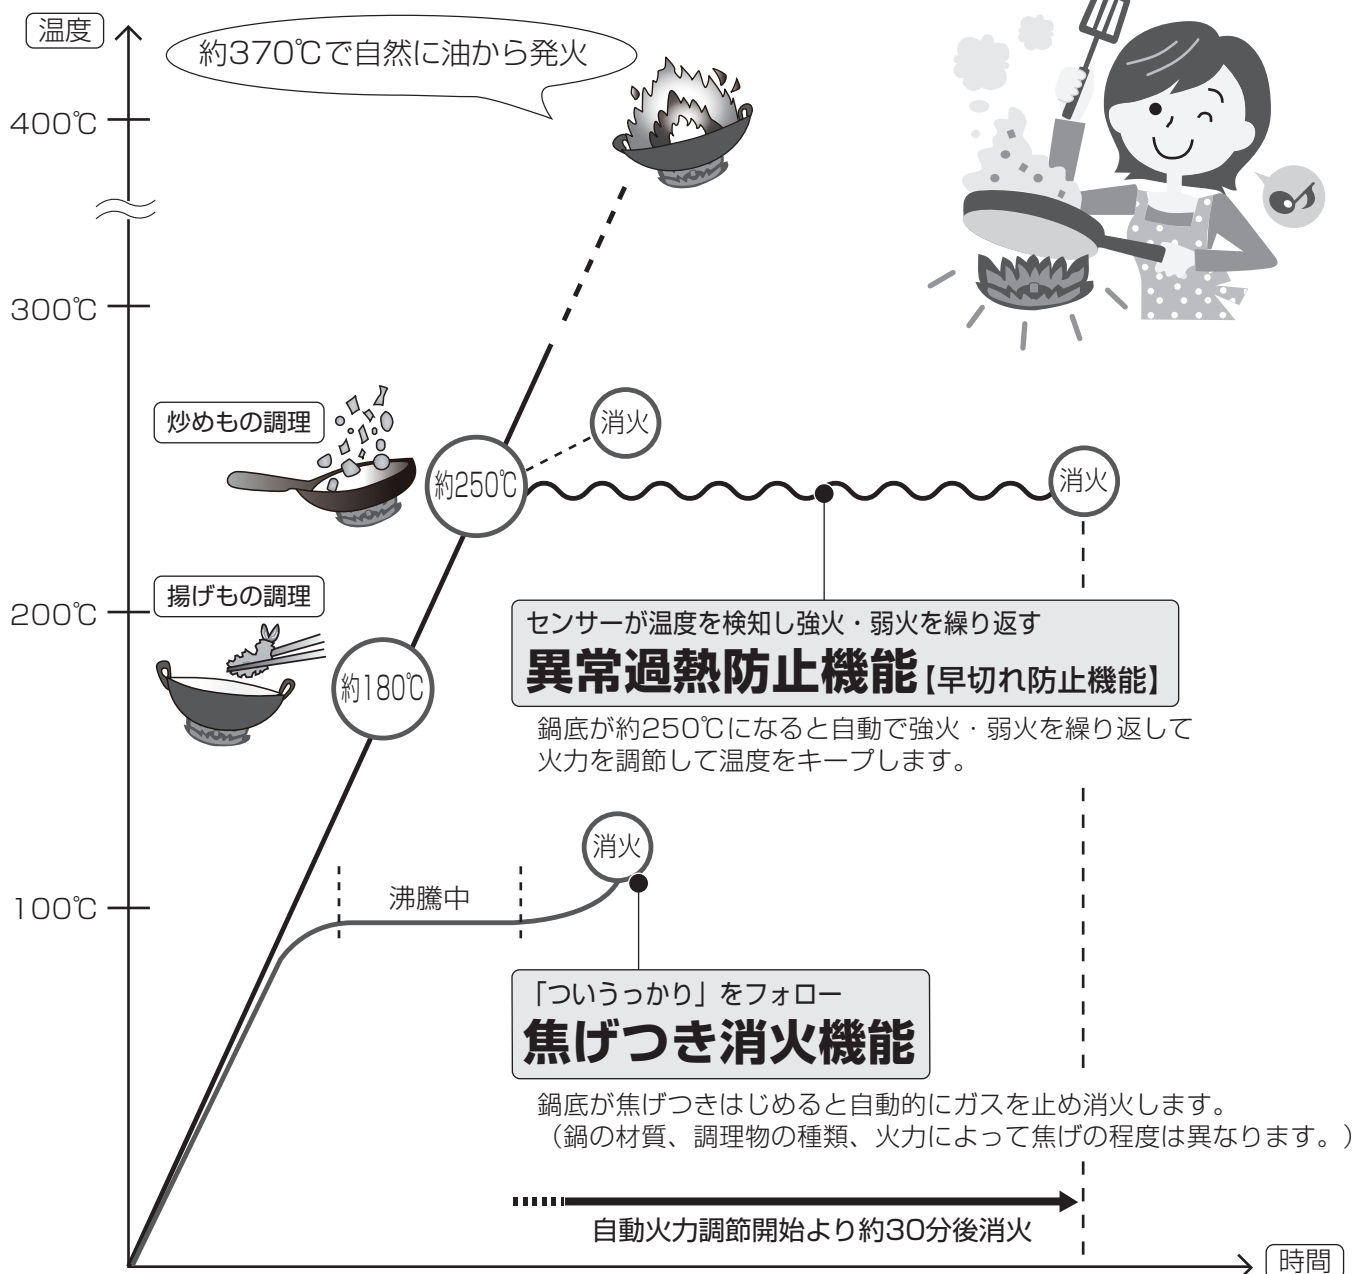 温度
約370℃で自然に油から発火
400℃
300℃
炒めもの調理
消火
約250℃
消火
揚げもの調理
200℃
約180℃
センサーが温度を検知し強火・弱火を繰り返す
異常過熱防止機能【早切れ防止機能】
鍋底が約250℃になると自動で強火・弱火を繰り返して
火力を調節して温度をキープします。
消火
沸騰中
100℃
「ついうっかり」をフォロー
焦げつき消火機能
鍋底が焦げつきはじめると自動的にガスを止め消火します。
（鍋の材質、調理物の種類、火力によって焦げの程度は異なります。）
自動火力調節開始より約30分後消火
時間